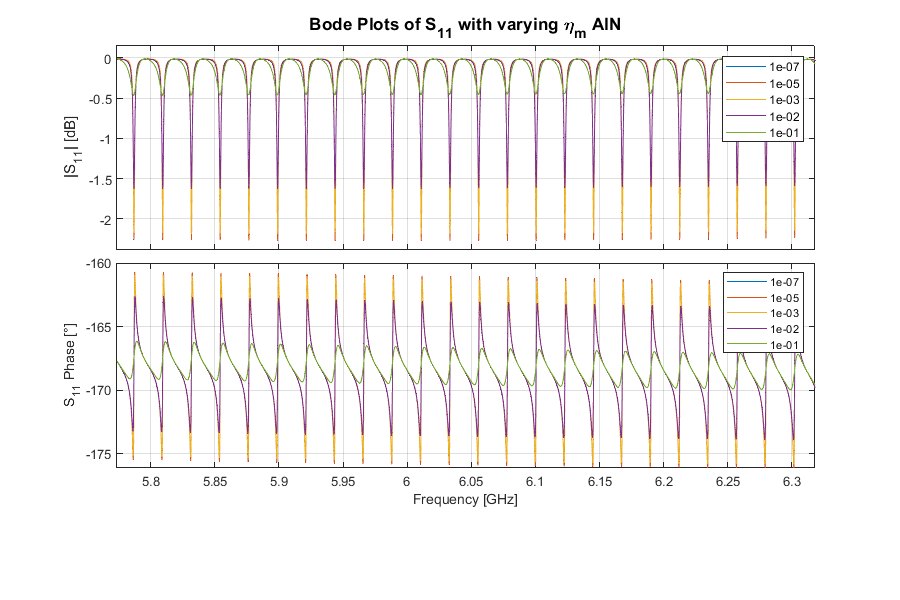 Bode Plots of S11 with varying ηm AlN
0
-0.5
-1
-1.5
-2
|S11| [dB]
1e-07
1e-05
1e-03
1e-02
1e-01
-160
-165
-170
-175
S11 Phase [°]
1e-07
1e-05
1e-03
1e-02
1e-01
5.8 5.85 5.9 5.95 6 6.05 6.1 6.15 6.2 6.25 6.3
Frequency [GHz]